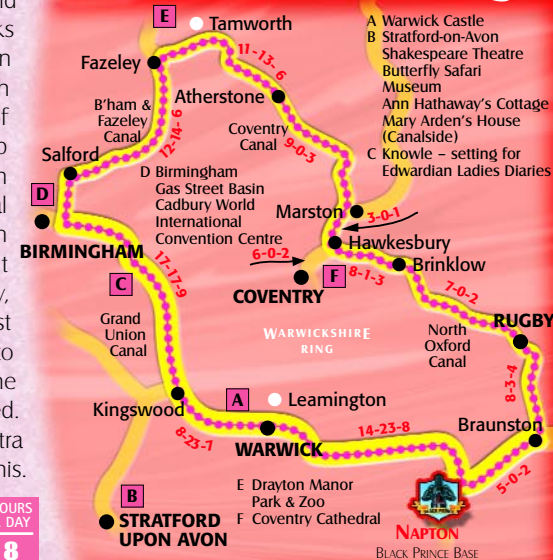 E
Tamworth
Fazeley
11-13-6
A Warwick Castle
B Stratford-on-Avon
Shakespeare Theatre
Butterfly Safari
Museum
Ann Hathaway's Cottage
Mary Arden's House
(Canalside)
C Knowle – setting for
Edwardian Ladies Diaries
Atherstone
B'ham &
Fazeley
Canal
12-14-6
Coventry
Canal
9-0-3
Salford
D
D Birmingham
Gas Street Basin
Cadbury World
International
Convention Centre
Marston
3-0-1
Hawkesbury
BIRMINGHAM
6-0-2
F
8-1-3
Brinklow
C
17-17-9
COVENTRY
7-0-2
RUGBY
Grand
Union
Canal
WARWICKSHIRE
RING
North
Oxford
Canal
8-3-4
Kingswood
A
Leamington
8-23-7
WARWICK
14-23-8
Braunston
5-0-2
B
STRATFORD
UPON AVON
E Drayton Manor
Park & Zoo
F Coventry Cathedral
NAPTON
BLACK PRINCE BASE
ed.
tra
his.
OURS
DAY
8